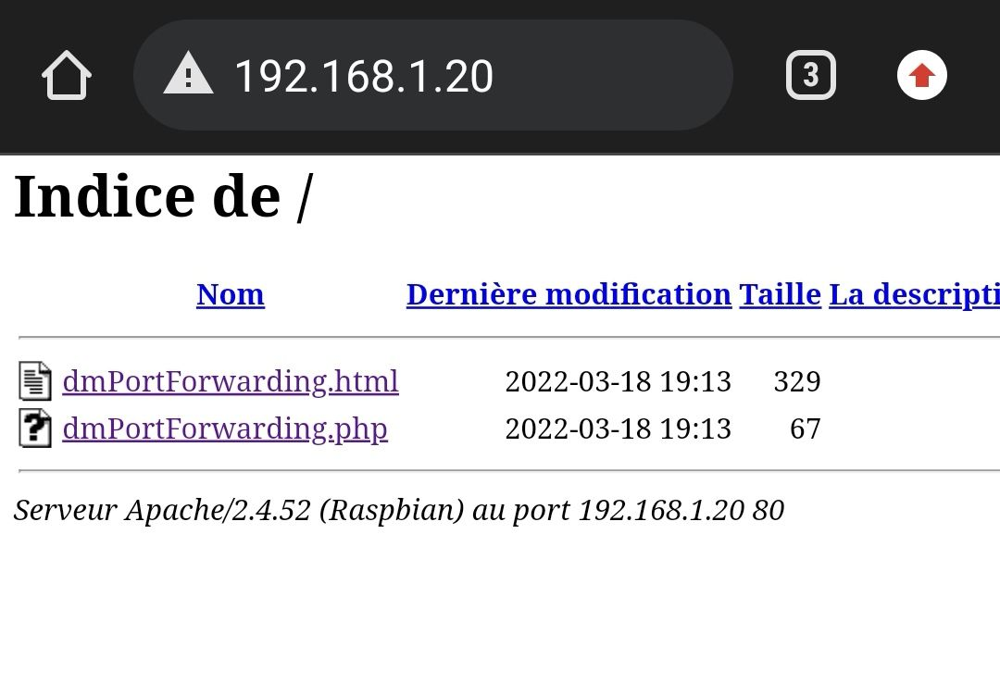 192.168.1.20
3
Indice de /
Nom Dernière modification Taille La descripti
dmPortForwarding.html 2022-03-18 19:13 329
dmPortForwarding.php 2022-03-18 19:13 67
Serveur Apache/2.4.52 (Raspbian) au port 192.168.1.20 80